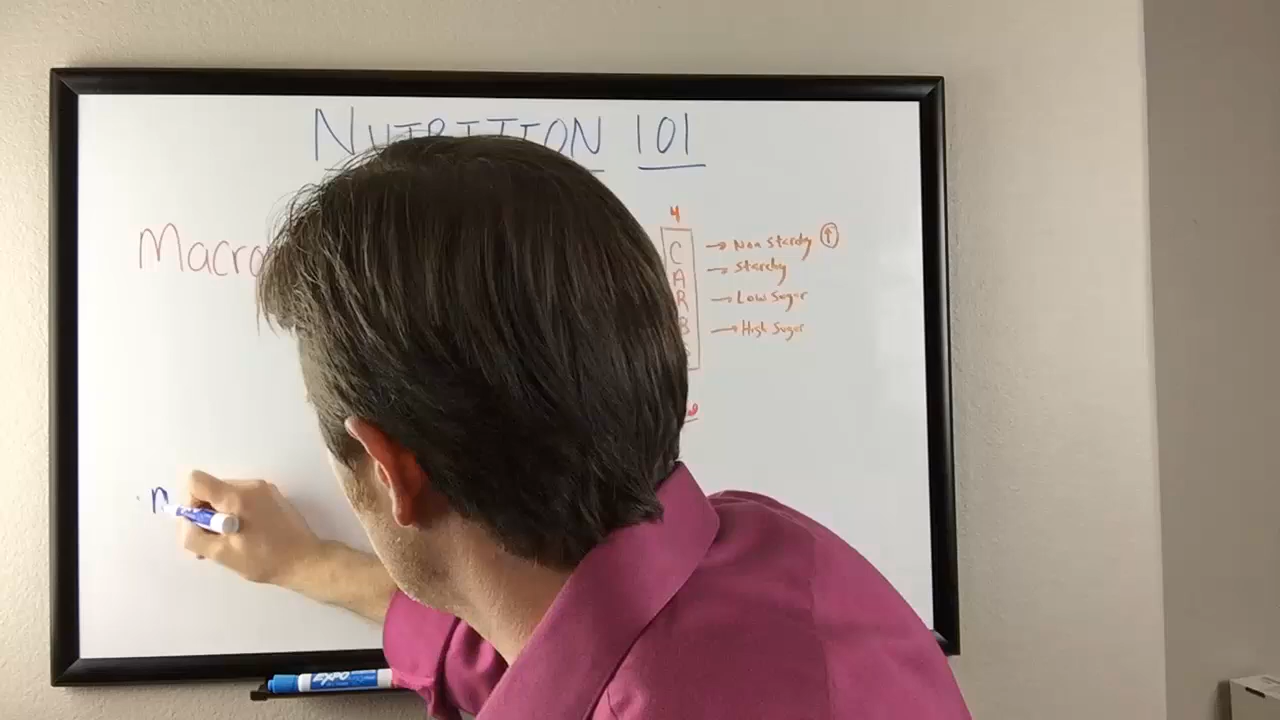 NUTRITION 101
Macro
4
C → Non Starchy ↑
A → Starchy
R → Low Sugar
B → High Sugar
EXPO